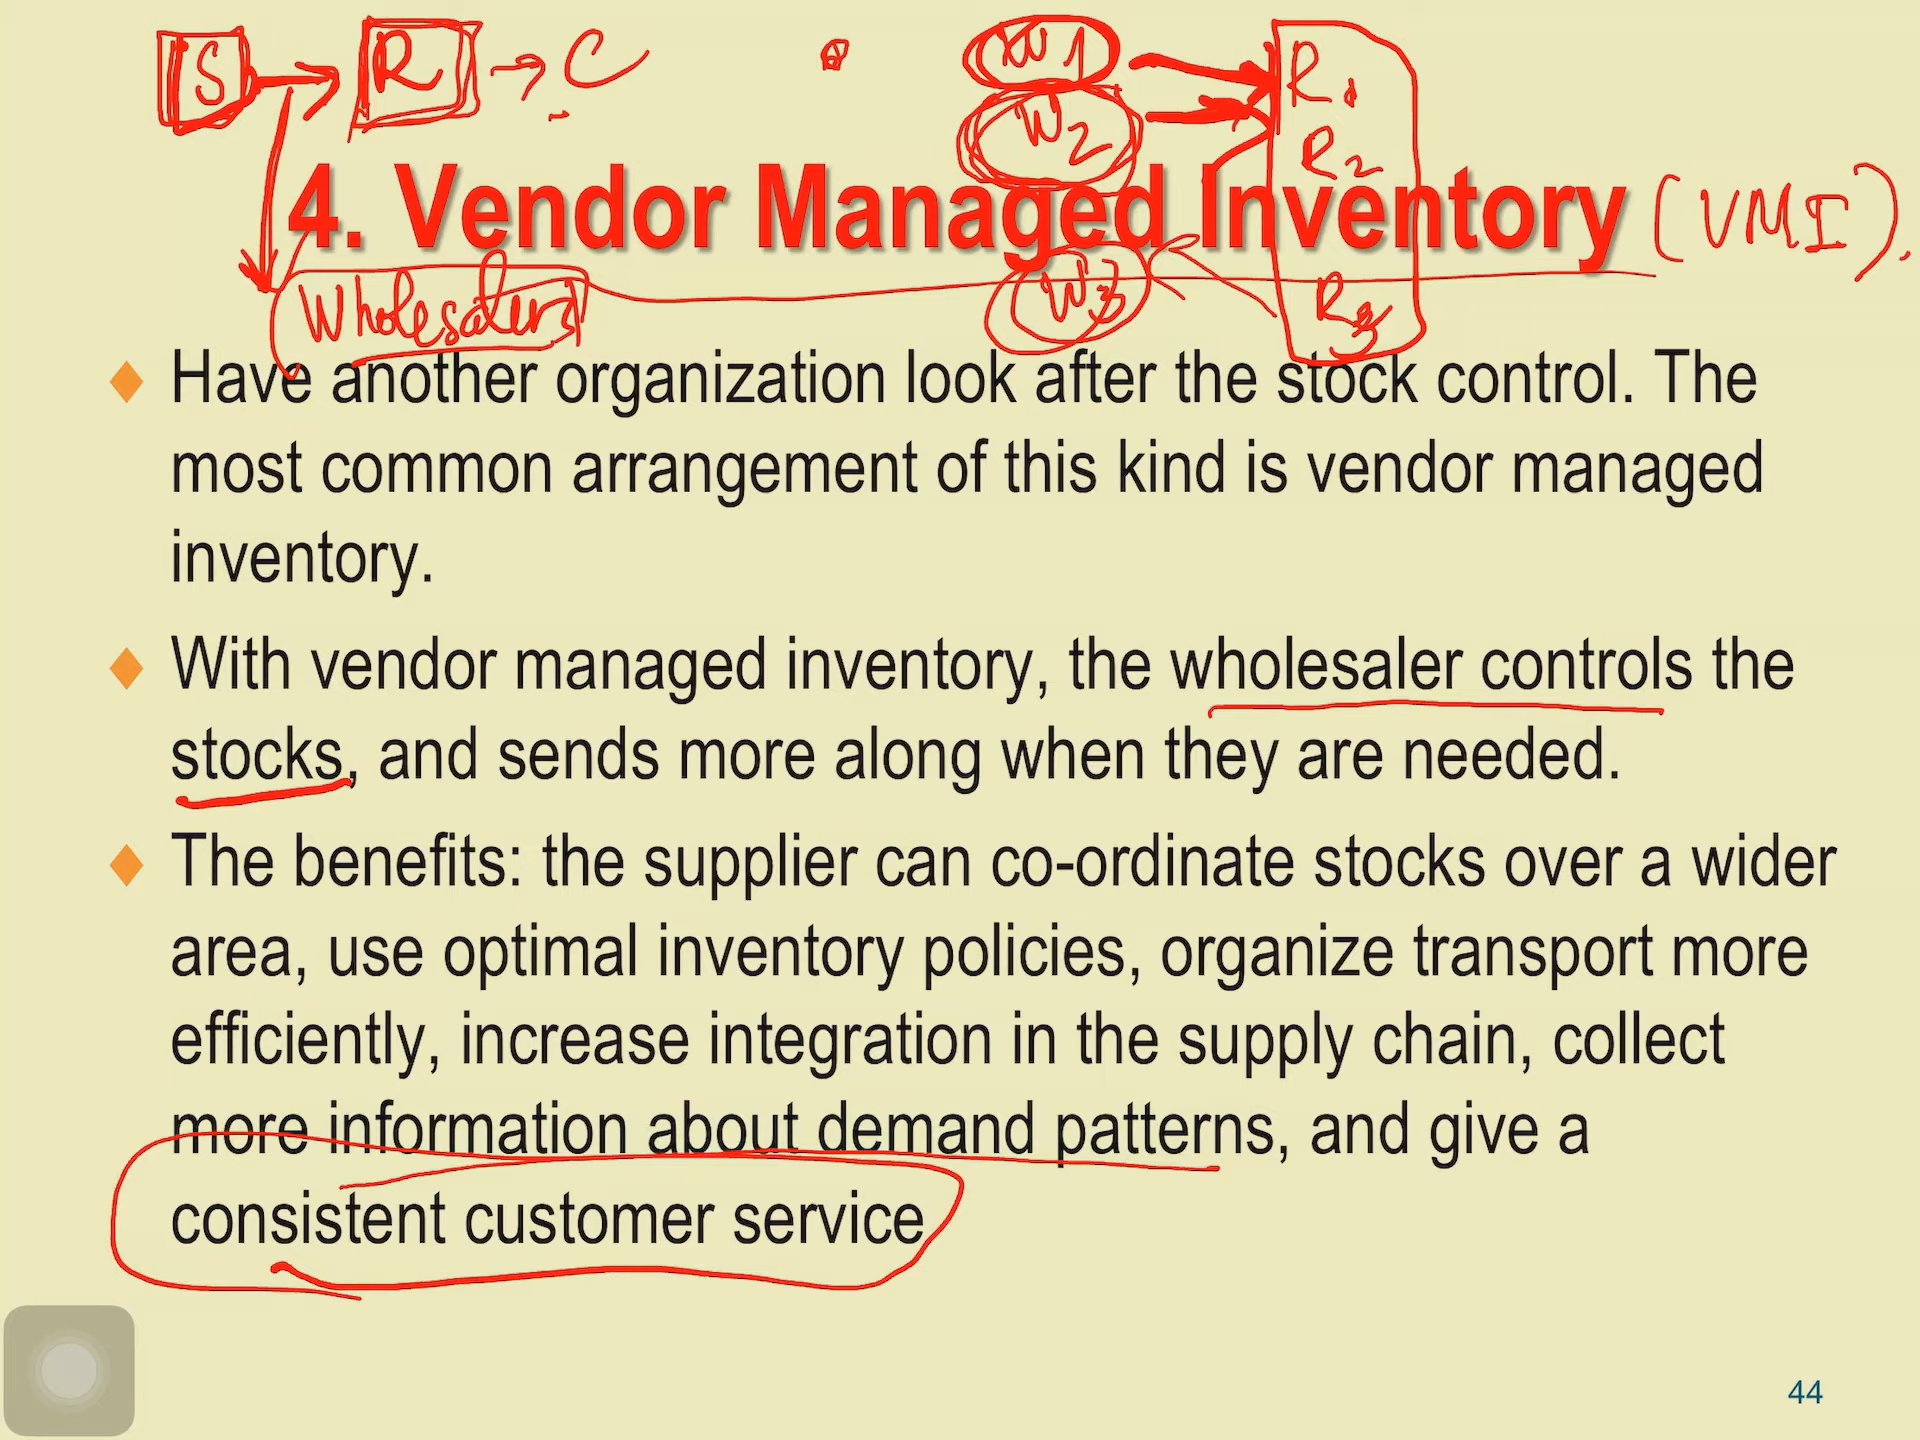 S → R → C
W1
R1
W2
R2
4. Vendor Managed Inventory (VMI).
Wholesalers
W3
R3
Have another organization look after the stock control. The
most common arrangement of this kind is vendor managed
inventory.
With vendor managed inventory, the wholesaler controls the
stocks, and sends more along when they are needed.
The benefits: the supplier can co-ordinate stocks over a wider
area, use optimal inventory policies, organize transport more
efficiently, increase integration in the supply chain, collect
more information about demand patterns, and give a
consistent customer service
44